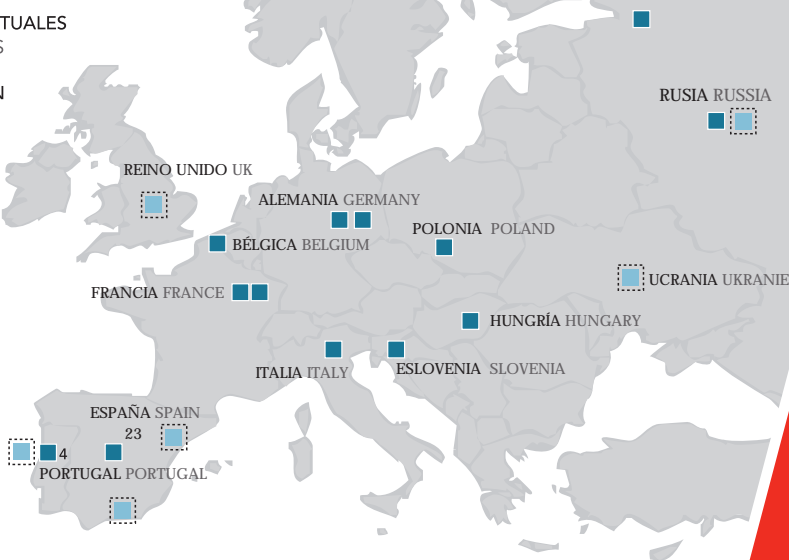 TUALES
S
N
RUSIA RUSSIA
REINO UNIDO UK
ALEMANIA GERMANY
POLONIA POLAND
BÉLGICA BELGIUM
UCRANIA UKRANIE
FRANCIA FRANCE
HUNGRÍA HUNGARY
ITALIA ITALY
ESLOVENIA SLOVENIA
ESPAÑA SPAIN
23
4
PORTUGAL PORTUGAL